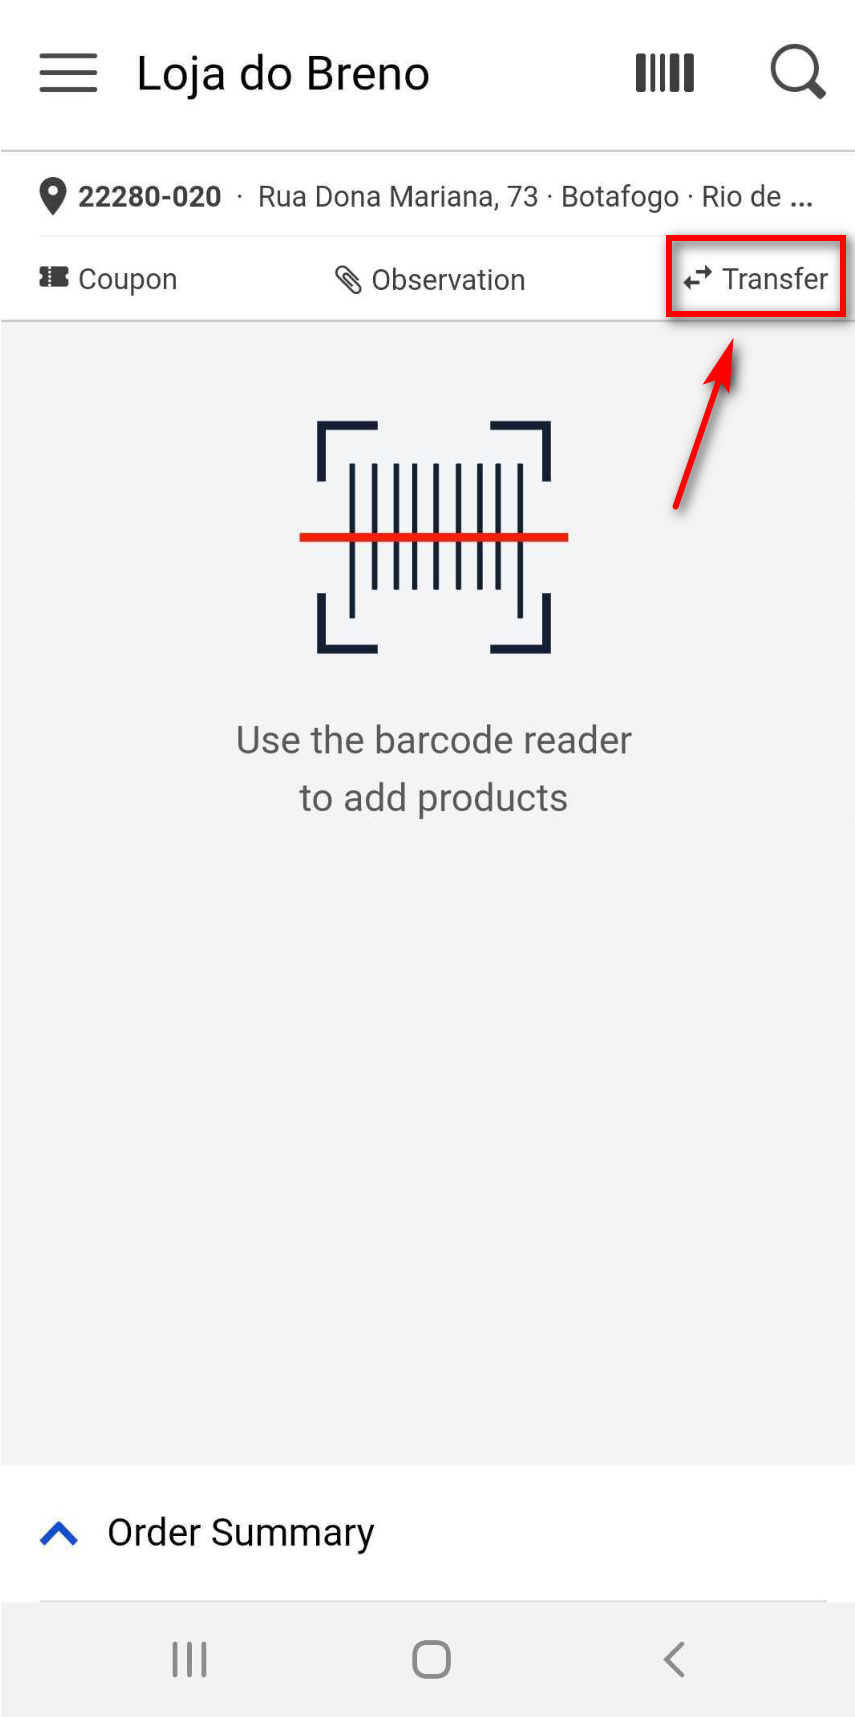 Loja do Breno
22280-020 · Rua Dona Mariana, 73 · Botafogo · Rio de ...
Coupon Observation Transfer
Use the barcode reader
to add products
Order Summary